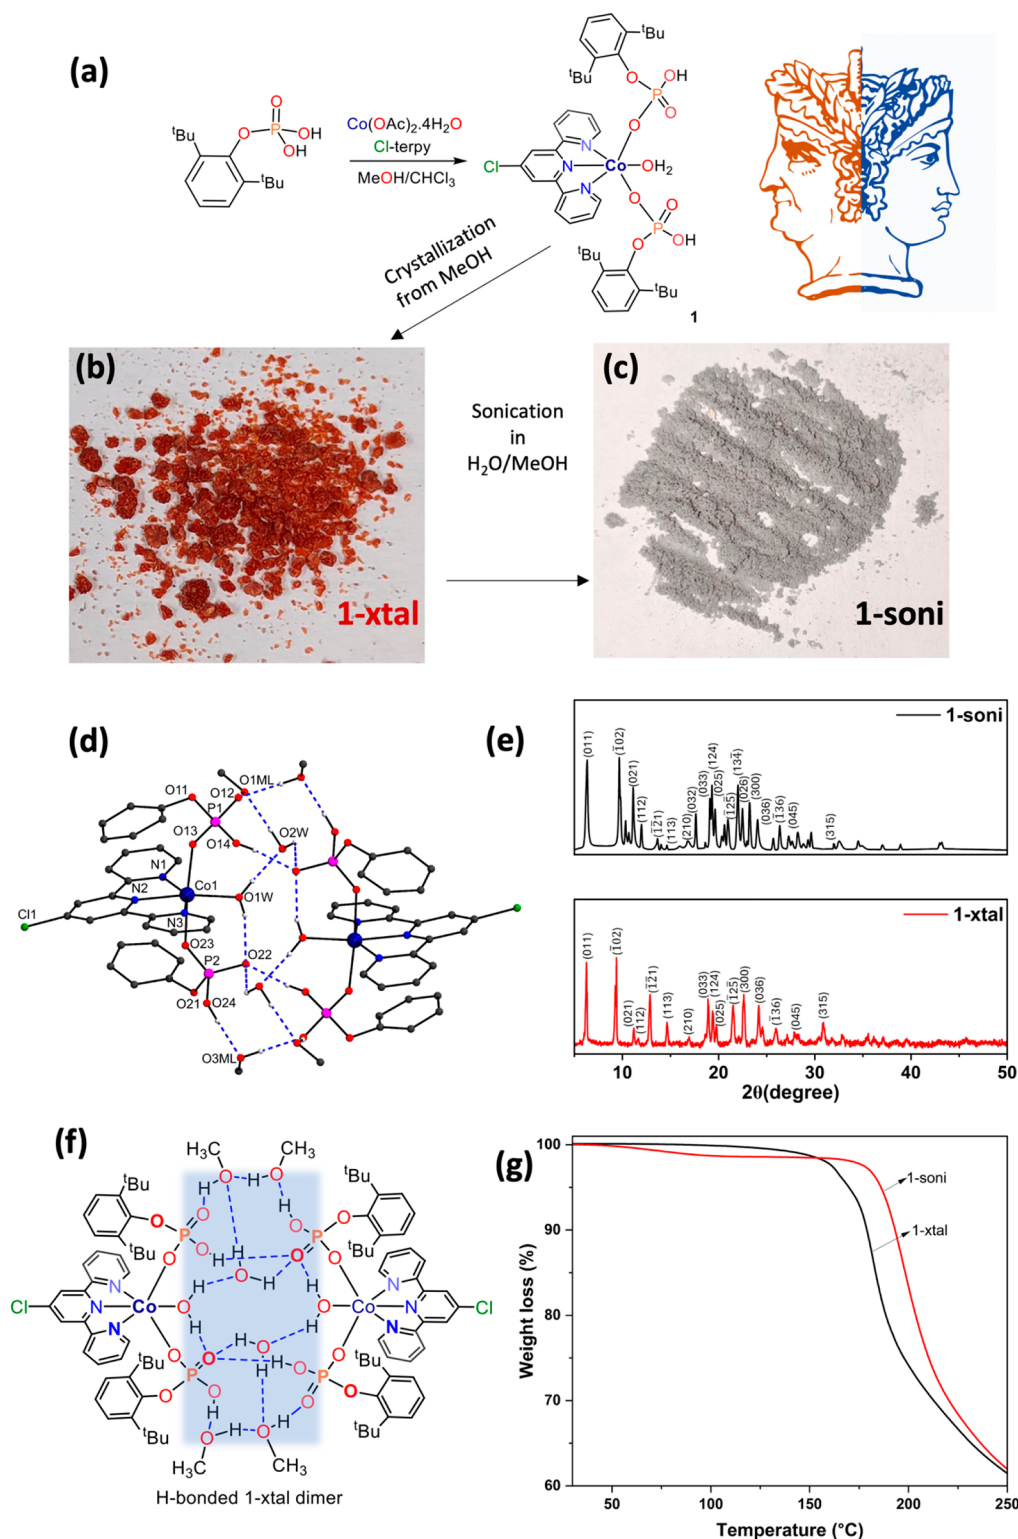 (a)
O
tBu
O
P
OH
OH
tBu
Co(OAc)2.4H2O
Cl-terpy
MeOH/CHCl3
tBu
tBu
O
OH
P
O
O
N
Cl
N
Co
OH2
N
O
O
P
OH
O
tBu
tBu
1
Crystallization
from MeOH
(b)
1-xtal
Sonication
in
H2O/MeOH
(c)
1-soni
(d)
O1ML
O11
O12
P1
O13
O14
O2W
N1
N2
Co1
O1W
Cl1
N3
O23
P2
O22
O21
O24
O3ML
(e)
1-soni
(011)
(1̄02)
(021)
(112)
(1̄2̄1)
(113)
(210)
(032)
(033)
(124)
(025)
(1̄25̄)
(134̄)
(026)
(300)
(036)
(1̄36)
(045)
(315)
1-xtal
(011)
(1̄02)
(021)
(112)
(1̄2̄1)
(113)
(210)
(033)
(124)
(025)
(1̄25̄)
(300)
(036)
(1̄36)
(045)
(315)
10 20 30 40 50
2θ(degree)
(f)
H3C
CH3
tBu
tBu
tBu
tBu
Cl
Co
Co
Cl
tBu
tBu
tBu
tBu
H3C
CH3
H-bonded 1-xtal dimer
(g)
100
90
80
70
60
Weight loss (%)
1-soni
1-xtal
50 100 150 200 250
Temperature (°C)